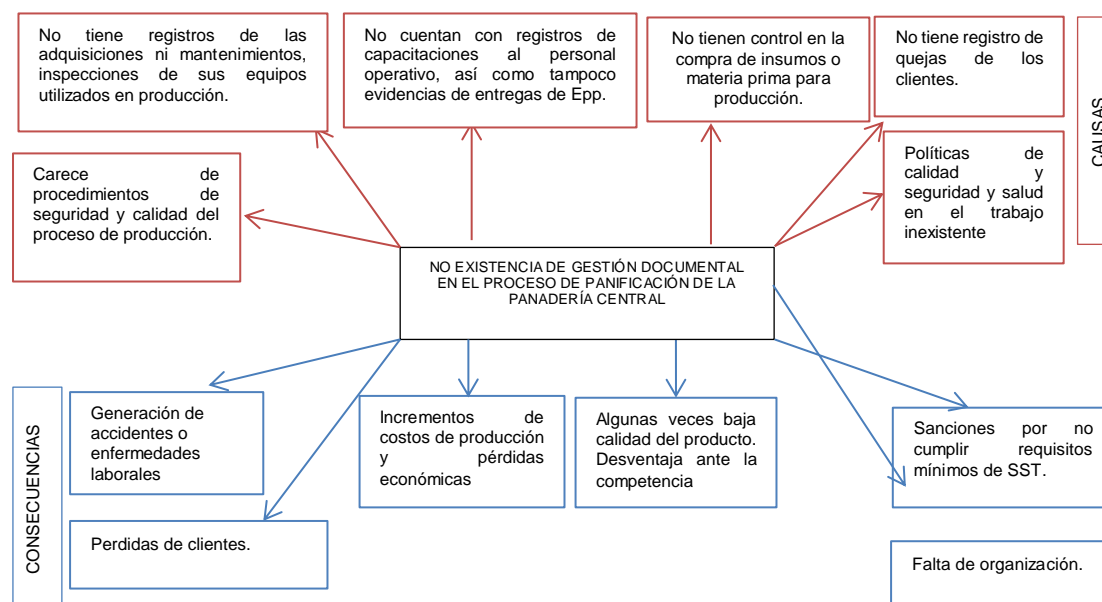 No tiene registros de las
adquisiciones ni mantenimientos,
inspecciones de sus equipos
utilizados en producción.
No cuentan con registros de
capacitaciones al personal
operativo, así como tampoco
evidencias de entregas de Epp.
No tienen control en la
compra de insumos o
materia prima para
producción.
No tiene registro de
quejas de los
clientes.
CAUSAS
Carece de
procedimientos de
seguridad y calidad del
proceso de producción.
Políticas de
calidad y
seguridad y salud
en el trabajo
inexistente
NO EXISTENCIA DE GESTIÓN DOCUMENTAL
EN EL PROCESO DE PANIFICACIÓN DE LA
PANADERÍA CENTRAL
CONSECUENCIAS
Generación de
accidentes o
enfermedades
laborales
Incrementos de
costos de producción
y pérdidas
económicas
Algunas veces baja
calidad del producto.
Desventaja ante la
competencia
Sanciones por no
cumplir requisitos
mínimos de SST.
Perdidas de clientes.
Falta de organización.